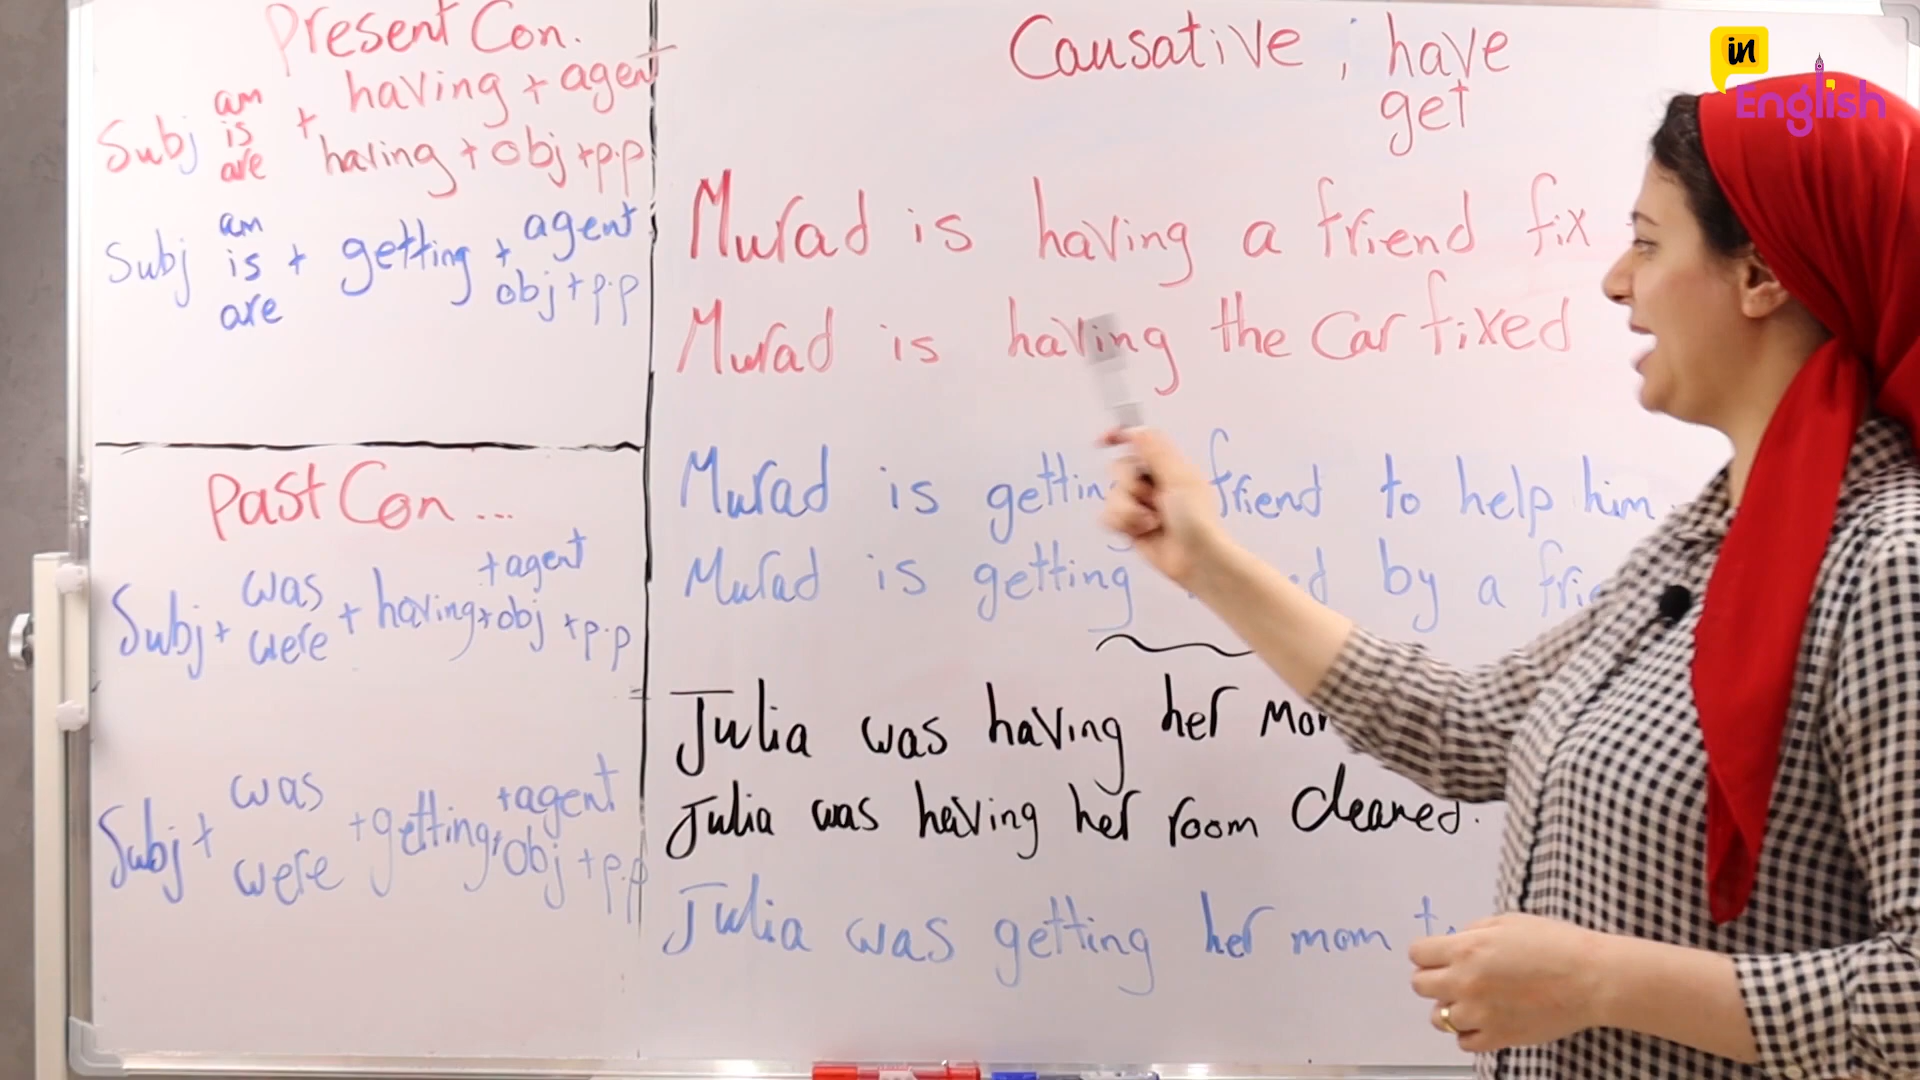 Present Con.
Subj am is are + having + agent
having + obj + p.p
Subj am is are + getting + agent
obj + p.p
Past Con...
Subj + was were + having + agent
+ obj + p.p
Subj + was were + getting + agent
+ obj + p.p
Causative ; have
get
Murad is having a friend fix
Murad is having the car fixed
Murad is getting friend to help him.
Murad is getting by a
Julia was having her
Julia was having her room cleaned.
Julia was getting her mom
in
English